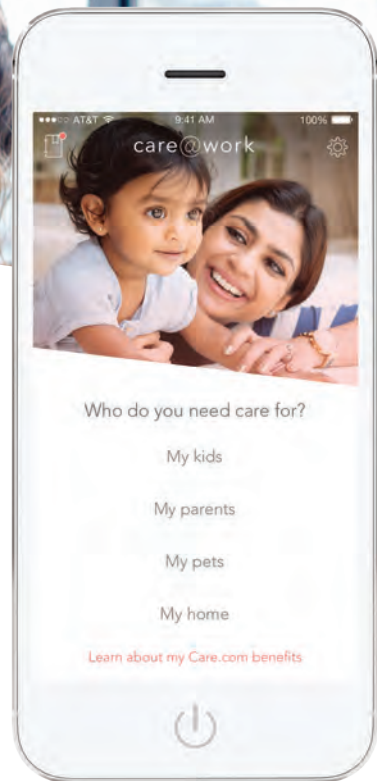 ●●●○○ AT&T 9:41 AM 100%
care@work
Who do you need care for?
My kids
My parents
My pets
My home
Learn about my Care.com benefits